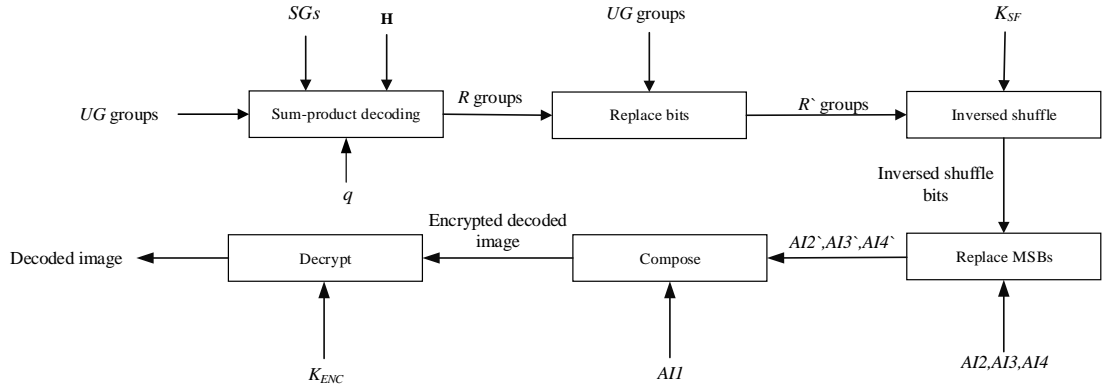 SGs
H
UG groups
K_SF
UG groups
Sum-product decoding
R groups
Replace bits
R` groups
Inversed shuffle
q
Inversed shuffle
bits
Decoded image
Decrypt
Encrypted decoded
image
Compose
AI2`,AI3`,AI4`
Replace MSBs
K_ENC
AI1
AI2,AI3,AI4